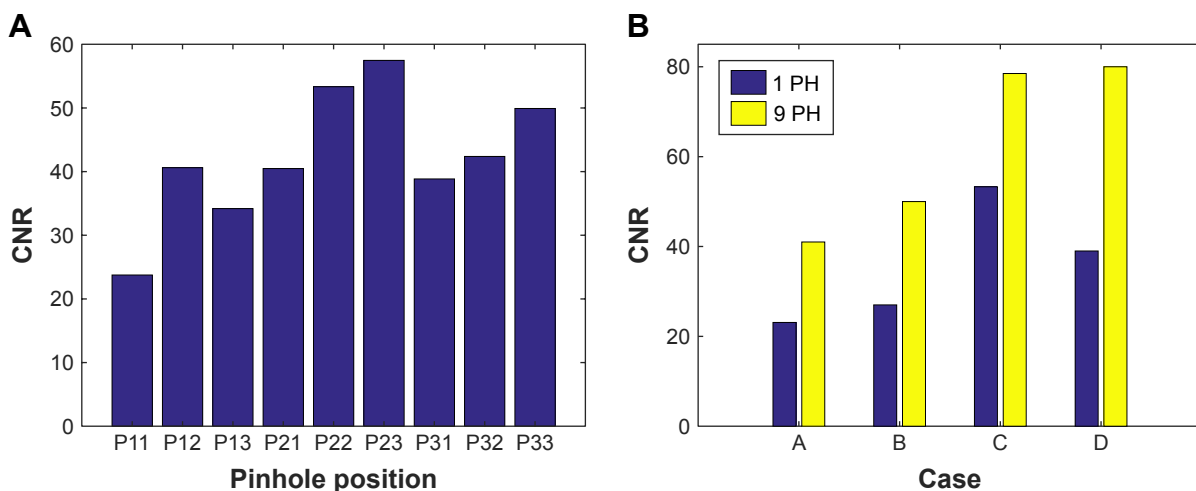 A
60
50
40
30
20
10
0
CNR
P11 P12 P13 P21 P22 P23 P31 P32 P33
Pinhole position
B
80
60
40
20
0
CNR
1 PH
9 PH
A B C D
Case